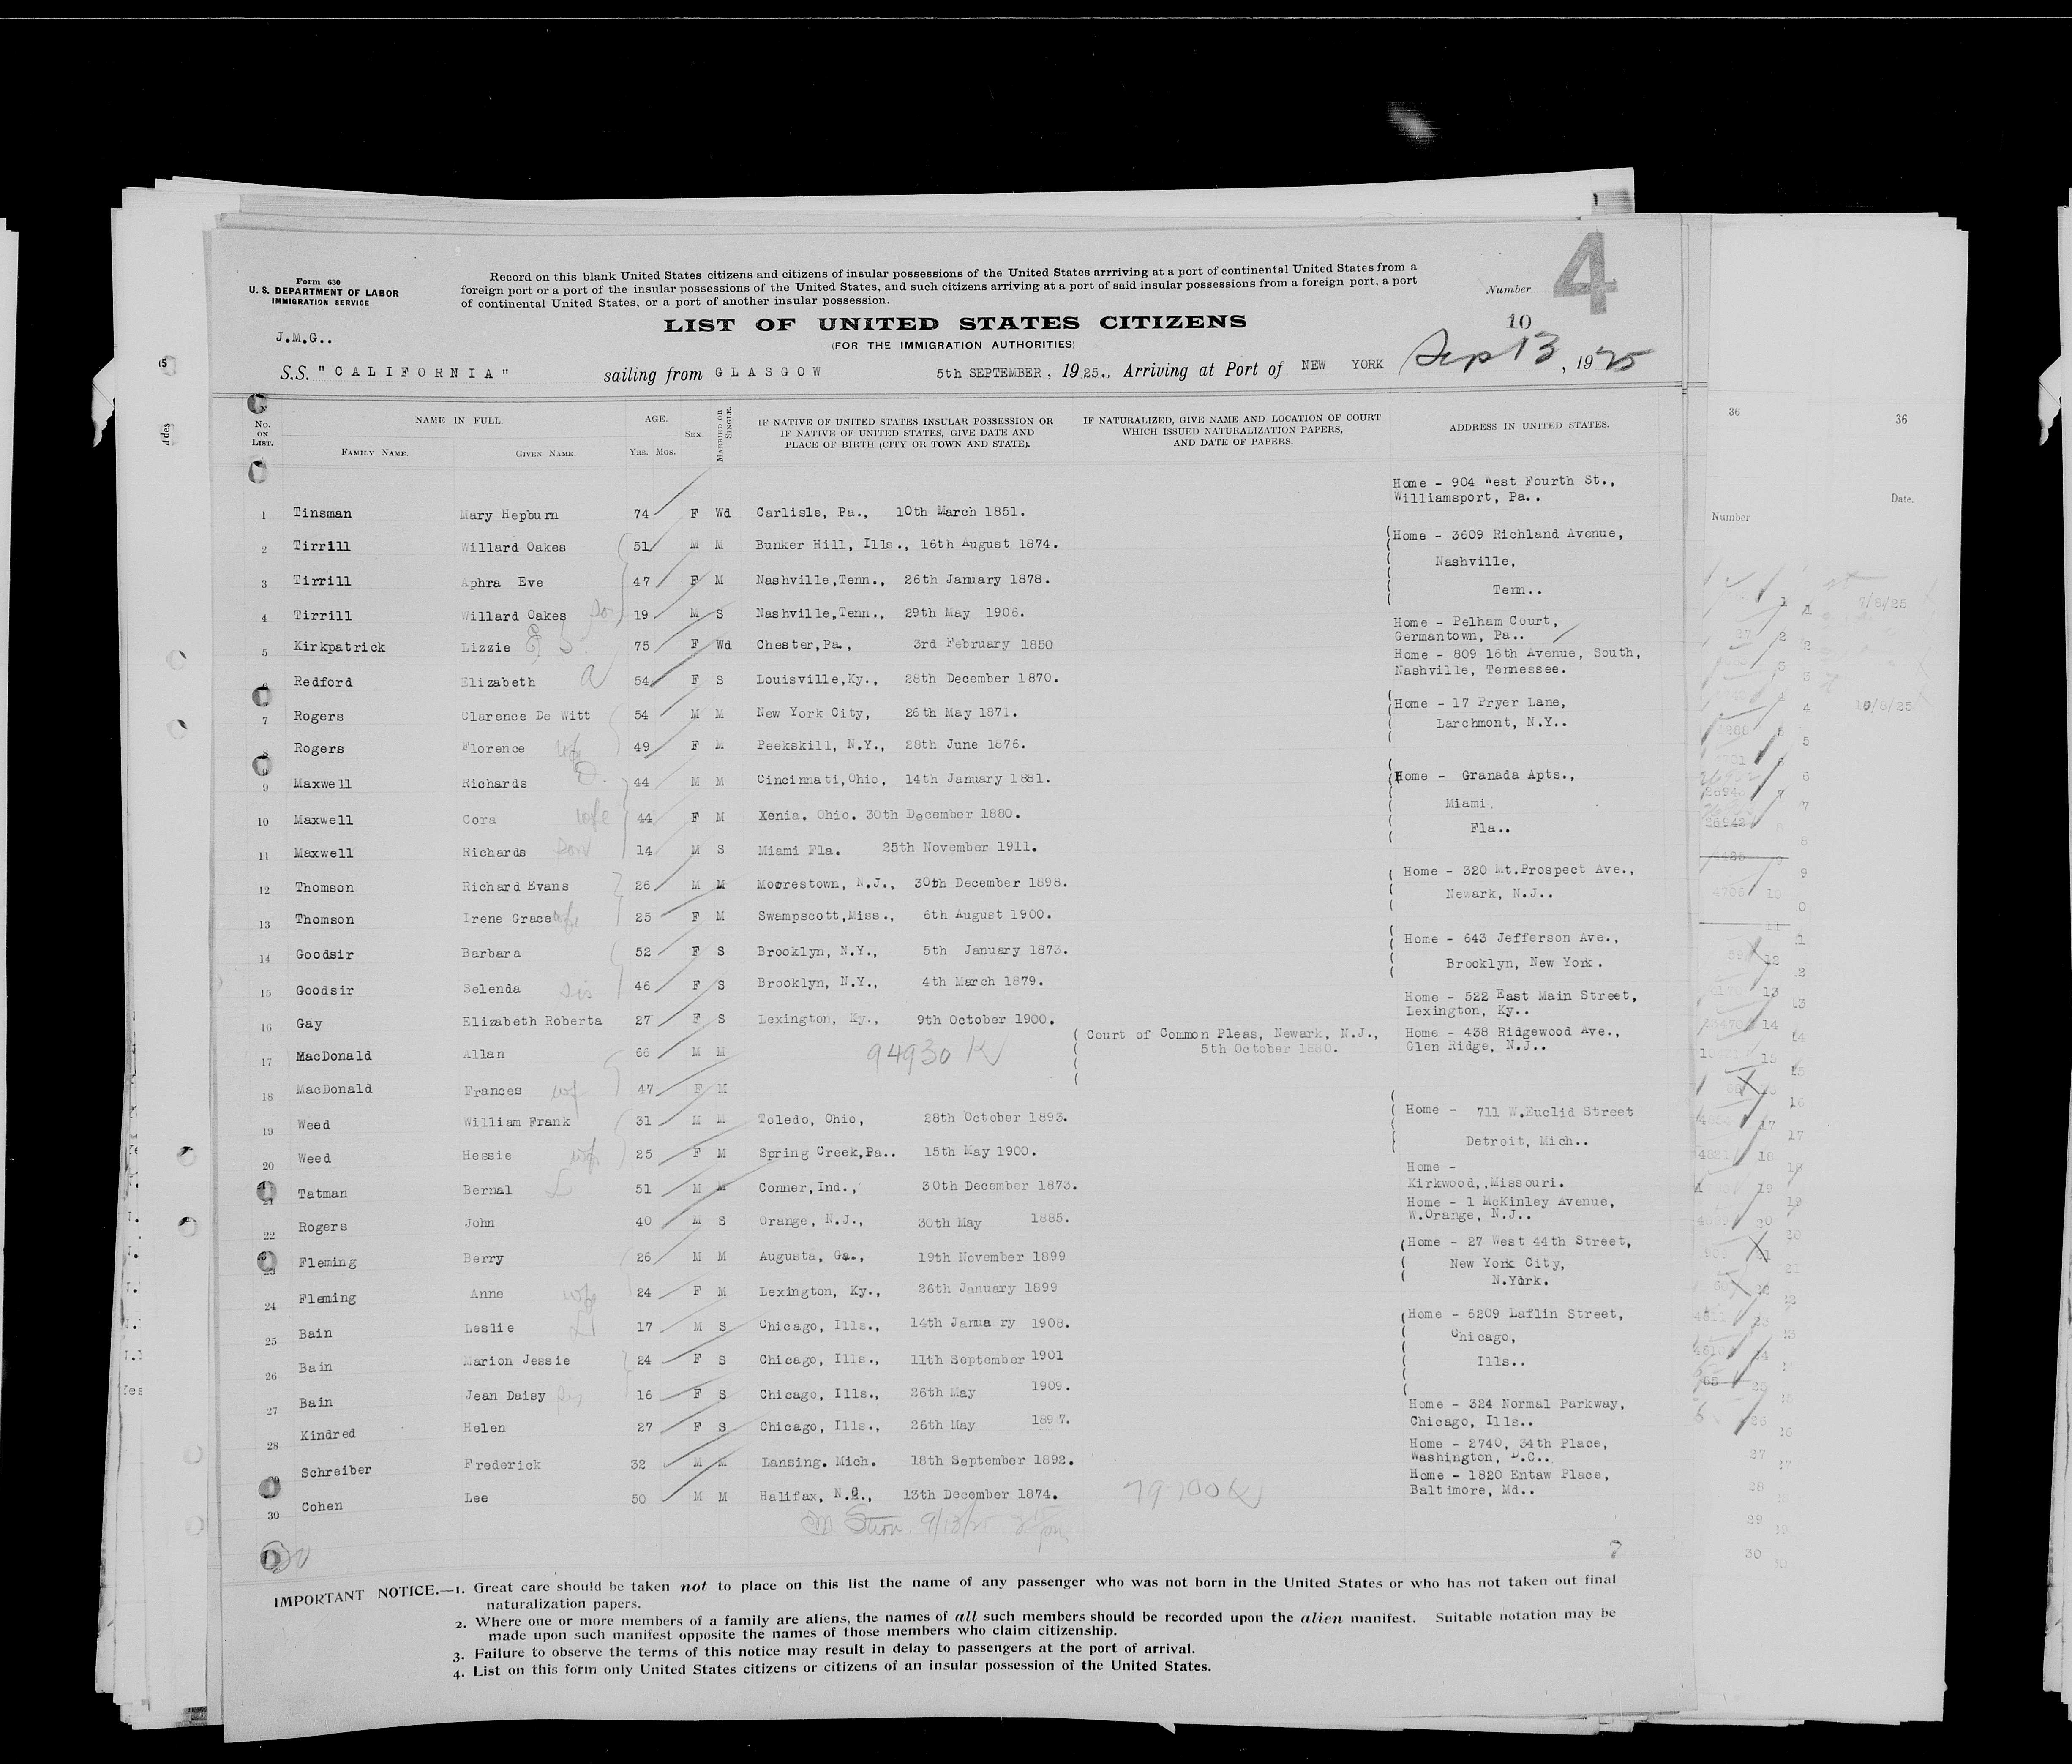 Form 630
U. S. DEPARTMENT OF LABOR
IMMIGRATION SERVICE
J.M.G..
Record on this blank United States citizens and citizens of insular possessions of the United States arrriving at a port of continental United States from a
foreign port or a port of the insular possessions of the United States, and such citizens arriving at a port of said insular possessions from a foreign port, a port
of continental United States, or a port of another insular possession.
Number 4
10
LIST OF UNITED STATES CITIZENS
(FOR THE IMMIGRATION AUTHORITIES)
S.S. "CALIFORNIA" sailing from GLASGOW 5th SEPTEMBER, 1925., Arriving at Port of NEW YORK Sep 13, 1925
No. ON LIST. NAME IN FULL. AGE. SEX. MARRIED OR SINGLE. IF NATIVE OF UNITED STATES INSULAR POSSESSION OR IF NATIVE OF UNITED STATES, GIVE DATE AND PLACE OF BIRTH (CITY OR TOWN AND STATE). IF NATURALIZED, GIVE NAME AND LOCATION OF COURT WHICH ISSUED NATURALIZATION PAPERS, AND DATE OF PAPERS. ADDRESS IN UNITED STATES.
FAMILY NAME. GIVEN NAME. Yrs. Mos.
1 Tinsman Mary Hepburn 74 F Wd Carlisle, Pa., 10th March 1851. Home - 904 West Fourth St., Williamsport, Pa..
2 Tirrill Willard Oakes 51 M M Bunker Hill, Ills., 16th August 1874. Home - 3609 Richland Avenue,
3 Tirrill Aphra Eve 47 F M Nashville,Tenn., 26th January 1878. Nashville,
4 Tirrill Willard Oakes son 19 M S Nashville,Tenn., 29th May 1906. Tenn..
5 Kirkpatrick Lizzie 75 F Wd Chester,Pa., 3rd February 1850 Home - Pelham Court, Germantown, Pa..
6 Redford Elizabeth 54 F S Louisville,Ky., 28th December 1870. Home - 809 16th Avenue, South, Nashville, Tennessee.
7 Rogers Clarence De Witt 54 M M New York City, 26th May 1871. Home - 17 Pryer Lane,
8 Rogers Florence wife 49 F M Peekskill, N.Y., 28th June 1876. Larchmont, N.Y..
9 Maxwell Richards 44 M M Cincinnati,Ohio, 14th January 1881. Home - Granada Apts.,
10 Maxwell Cora wife 44 F M Xenia. Ohio. 30th December 1880. Miami.
11 Maxwell Richards son 14 M S Miami Fla. 25th November 1911. Fla..
12 Thomson Richard Evans 26 M M Moorestown, N.J., 30th December 1898. Home - 320 Mt.Prospect Ave.,
13 Thomson Irene Grace wife 25 F M Swampscott,Miss., 6th August 1900. Newark, N.J..
14 Goodsir Barbara 52 F S Brooklyn, N.Y., 5th January 1873. Home - 643 Jefferson Ave.,
15 Goodsir Selenda sis 46 F S Brooklyn, N.Y., 4th March 1879. Brooklyn, New York.
16 Gay Elizabeth Roberta 27 F S Lexington, Ky., 9th October 1900. Home - 522 East Main Street, Lexington, Ky..
17 MacDonald Allan 66 M M 94930 Court of Common Pleas, Newark, N.J., 5th October 1880. Home - 438 Ridgewood Ave., Glen Ridge, N.J..
18 MacDonald Frances wf 47 F M
19 Weed William Frank 31 M M Toledo, Ohio, 28th October 1893. Home - 711 W.Euclid Street
20 Weed Hessie wife 25 F M Spring Creek,Pa.. 15th May 1900. Detroit, Mich..
21 Tatman Bernal 51 M M Conner,Ind., 30th December 1873. Home - Kirkwood,,Missouri.
22 Rogers John 40 M S Orange, N.J., 30th May 1885. Home - 1 McKinley Avenue, W.Orange, N.J..
23 Fleming Berry 26 M M Augusta, Ga., 19th November 1899 Home - 27 West 44th Street,
New York City,
24 Fleming Anne wife 24 F M Lexington, Ky., 26th January 1899 N.York.
25 Bain Leslie 17 M S Chicago, Ills., 14th Janua ry 1908. Home - 6209 Laflin Street,
Chicago,
26 Bain Marion Jessie 24 F S Chicago, Ills., 11th September 1901 Ills..
27 Bain Jean Daisy 16 F S Chicago, Ills., 26th May 1909.
28 Kindred Helen 27 F S Chicago, Ills., 26th May 1897. Home - 324 Normal Parkway, Chicago, Ills..
29 Schreiber Frederick 32 M M Lansing. Mich. 18th September 1892. Home - 2740, 34th Place, Washington, D.C..
30 Cohen Lee 50 M M Halifax, N.C., 13th December 1874. Home - 1820 Entaw Place, Baltimore, Md..
IMPORTANT NOTICE.—1. Great care should be taken not to place on this list the name of any passenger who was not born in the United States or who has not taken out final
naturalization papers.
2. Where one or more members of a family are aliens, the names of all such members should be recorded upon the alien manifest. Suitable notation may be
made upon such manifest opposite the names of those members who claim citizenship.
3. Failure to observe the terms of this notice may result in delay to passengers at the port of arrival.
4. List on this form only United States citizens or citizens of an insular possession of the United States.
36
36
Number
Date.
7/8/25
10/8/25